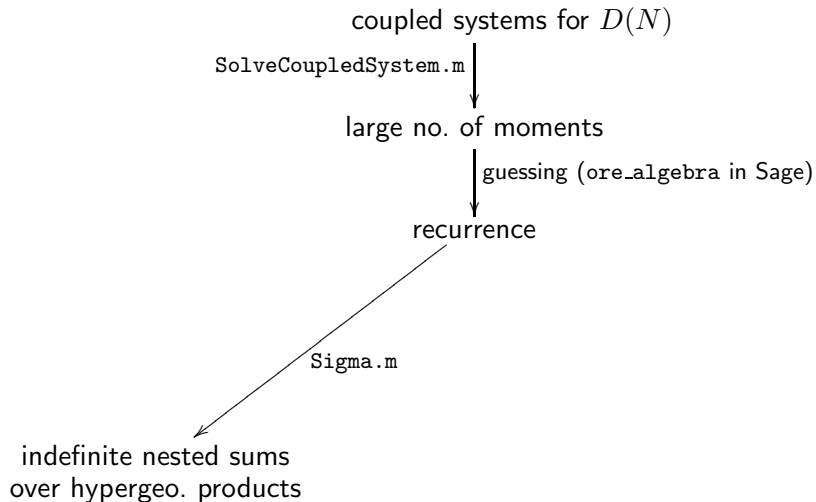 coupled systems for D(N)
SolveCoupledSystem.m
large no. of moments
guessing (ore_algebra in Sage)
recurrence
Sigma.m
indefinite nested sums
over hypergeo. products